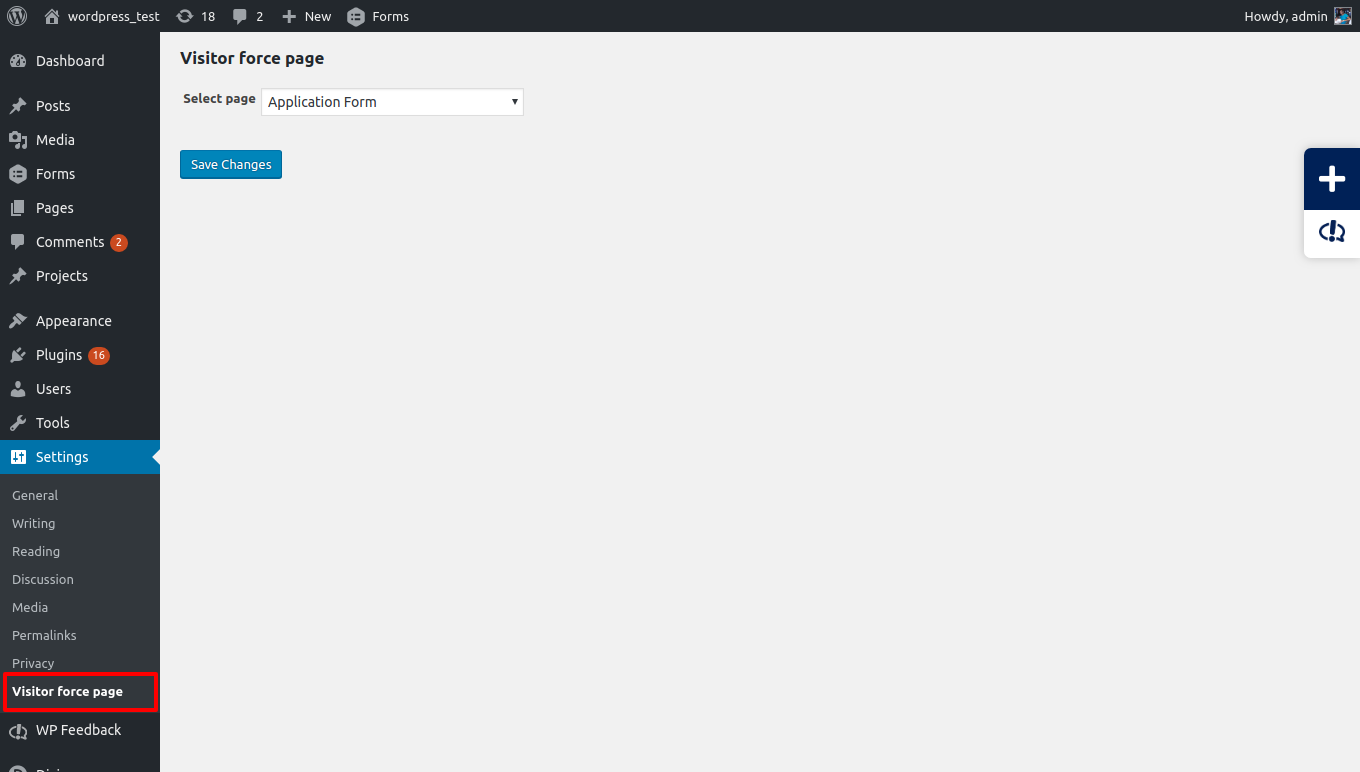 wordpress_test 18 2 New Forms Howdy, admin
Dashboard
Posts
Media
Forms
Pages
Comments 2
Projects
Appearance
Plugins 16
Users
Tools
Settings
General
Writing
Reading
Discussion
Media
Permalinks
Privacy
Visitor force page
WP Feedback
Visitor force page
Select page Application Form
Save Changes